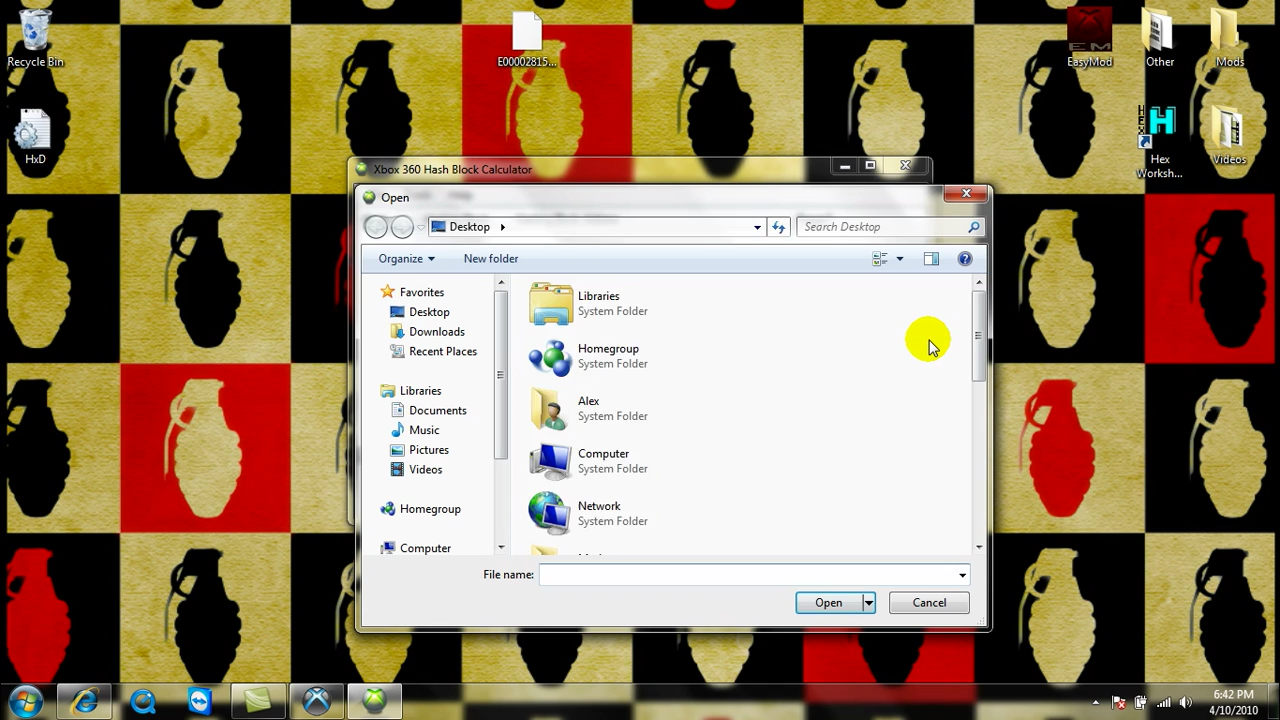 Recycle Bin
E00002815...
EasyMod
Other
Mods
HxD
Hex
Worksh...
Videos
Xbox 360 Hash Block Calculator
Open
Desktop
Search Desktop
Organize
New folder
Favorites
Desktop
Downloads
Recent Places
Libraries
Documents
Music
Pictures
Videos
Homegroup
Computer
Libraries
System Folder
Homegroup
System Folder
Alex
System Folder
Computer
System Folder
Network
System Folder
File name:
Open
Cancel
6:42 PM
4/10/2010